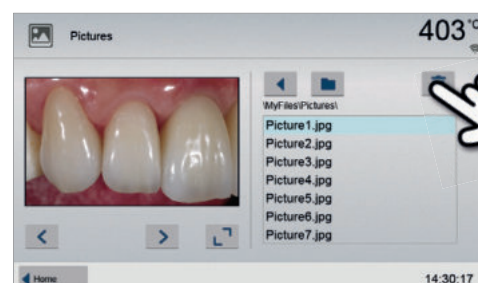 Pictures
403°C
\MyFiles\Pictures\
Picture1.jpg
Picture2.jpg
Picture3.jpg
Picture4.jpg
Picture5.jpg
Picture6.jpg
Picture7.jpg
Home
14:30:17